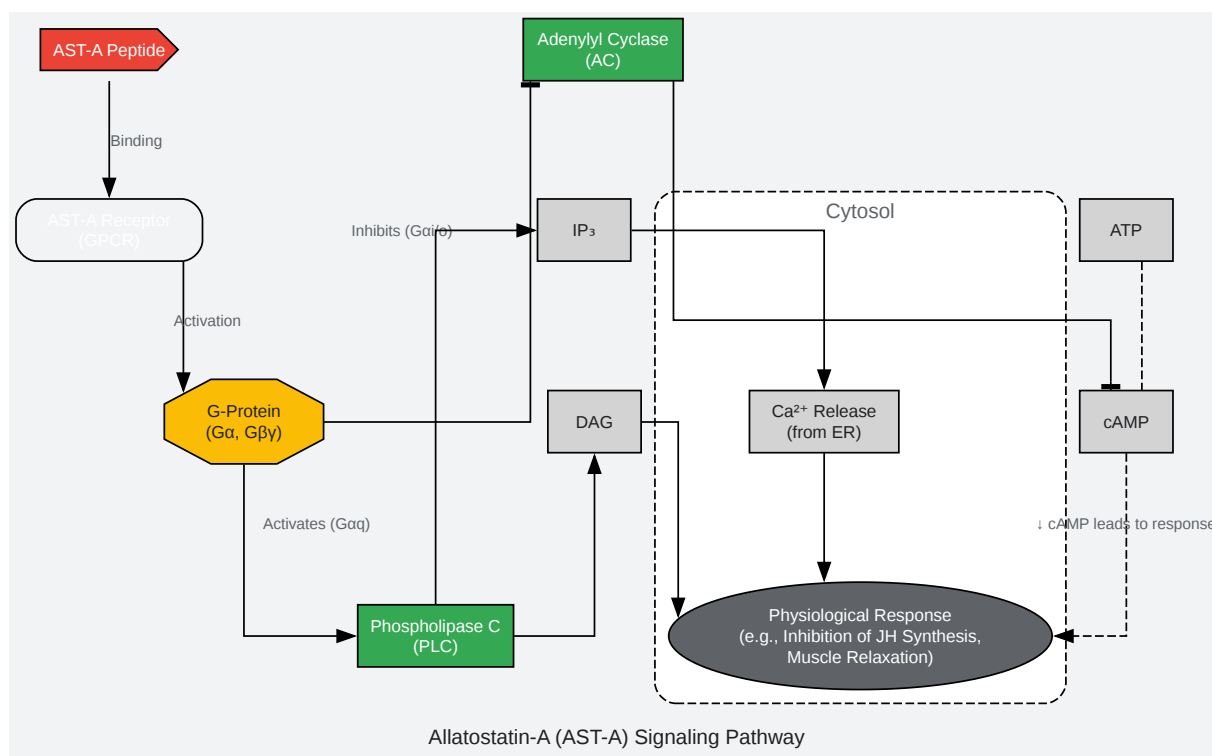 AST-A Peptide
Adenylyl Cyclase
(AC)
Binding
AST-A Receptor
(GPCR)
Inhibits (Gαi/o)
IP₃
Cytosol
ATP
Activation
G-Protein
(Gα, Gβγ)
DAG
Ca²⁺ Release
(from ER)
cAMP
Activates (Gαq)
↓ cAMP leads to response
Phospholipase C
(PLC)
Physiological Response
(e.g., Inhibition of JH Synthesis,
Muscle Relaxation)
Allatostatin-A (AST-A) Signaling Pathway